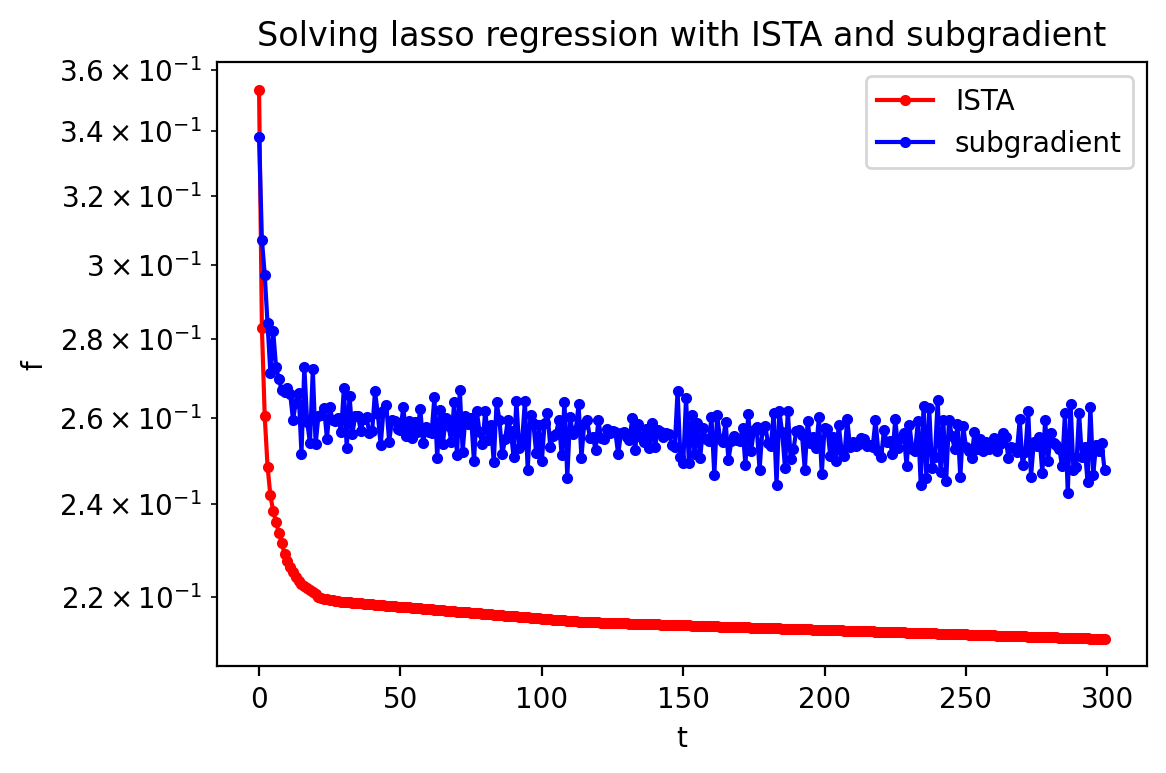 Solving lasso regression with ISTA and subgradient
3.6 × 10⁻¹
3.4 × 10⁻¹
3.2 × 10⁻¹
3 × 10⁻¹
2.8 × 10⁻¹
2.6 × 10⁻¹
2.4 × 10⁻¹
2.2 × 10⁻¹
f
ISTA
subgradient
0 50 100 150 200 250 300
t